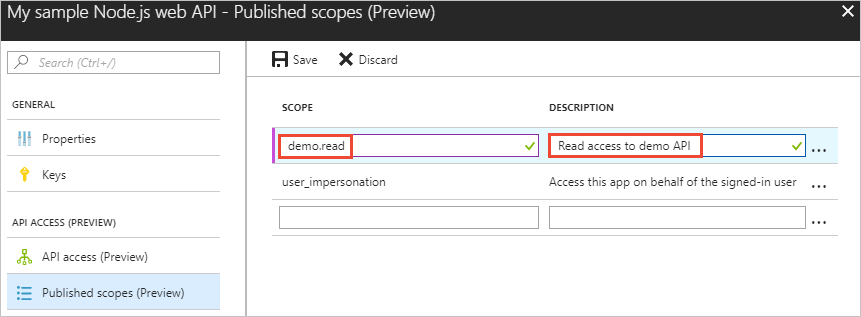 My sample Node.js web API - Published scopes (Preview)
Search (Ctrl+/)
GENERAL
Properties
Keys
API ACCESS (PREVIEW)
API access (Preview)
Published scopes (Preview)
Save Discard
SCOPE DESCRIPTION
demo.read Read access to demo API ...
user_impersonation Access this app on behalf of the signed-in user ...
...